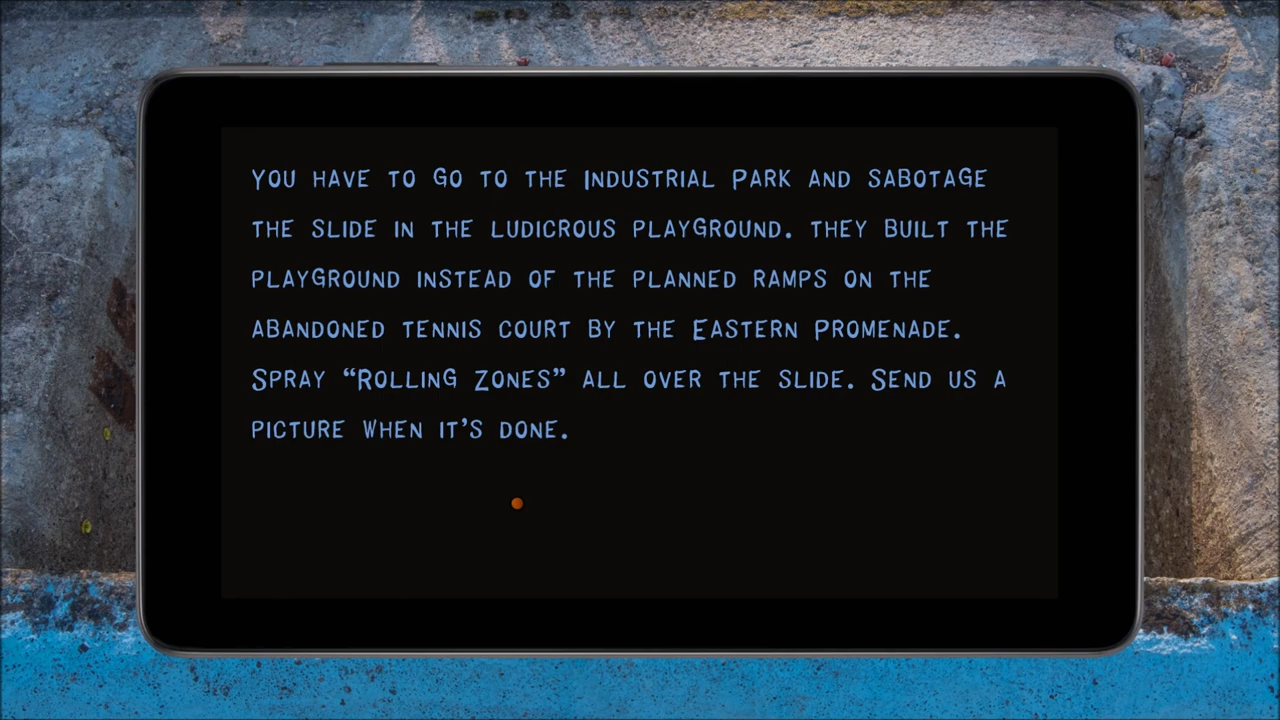 You have to go to the Industrial Park and sabotage
the slide in the ludicrous playground. they built the
playground instead of the planned ramps on the
abandoned tennis court by the Eastern Promenade.
Spray “Rolling Zones” all over the slide. Send us a
picture when it’s done.